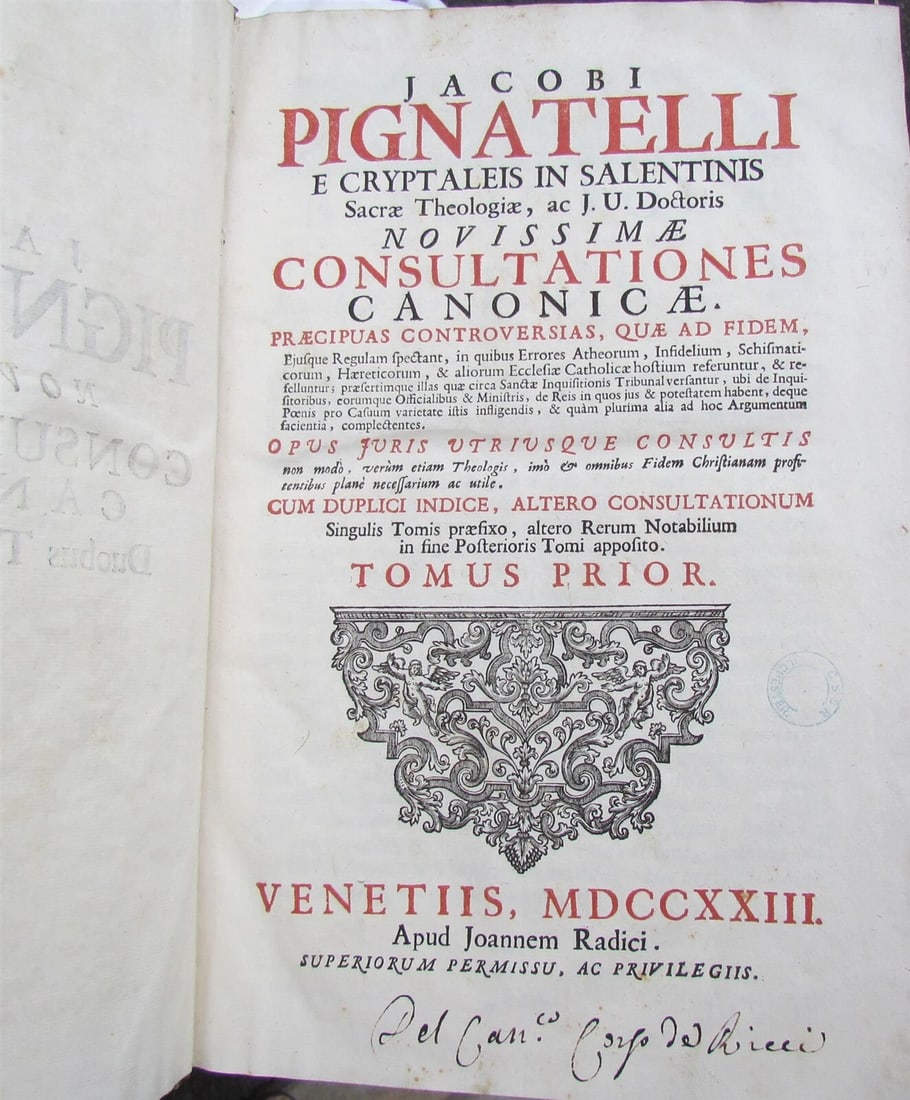 JACOBI
PIGNATELLI
E CRYPTALEIS IN SALENTINIS
Sacræ Theologiæ, ac J. U. Doctoris
NOVISSIMÆ
CONSULTATIONES
CANONICÆ.
PRÆCIPUAS CONTROVERSIAS, QUÆ AD FIDEM,
Ejuſque Regulam ſpectant, in quibus Errores Atheorum, Infidelium, Schiſmati-
corum, Hæreticorum, & aliorum Eccleſiæ Catholicæ hoſtium referuntur, & re-
felluntur; præſertimque illas quæ circa Sanctæ Inquiſitionis Tribunal verſantur, ubi de Inqui-
ſitoribus, eorumque Officialibus & Miniſtris, de Reis in quos jus & poteſtatem habent, deque
Pœnis pro Caſuum varietate iſtis infligendis, & quàm plurima alia ad hoc Argumentum
facientia, complectentes.
OPUS JURIS UTRIUSQUE CONSULTIS
non modò, verùm etiam Theologis, imò & omnibus Fidem Chriſtianam profi-
tentibus planè neceſſarium ac utile.
CUM DUPLICI INDICE, ALTERO CONSULTATIONUM
Singulis Tomis præfixo, altero Rerum Notabilium
in fine Poſterioris Tomi appoſito.
TOMUS PRIOR.
VENETIIS, MDCCXXIII.
Apud Joannem Radici.
SUPERIORUM PERMISSU, AC PRIVILEGIIS.
Del Can.co de Ricci